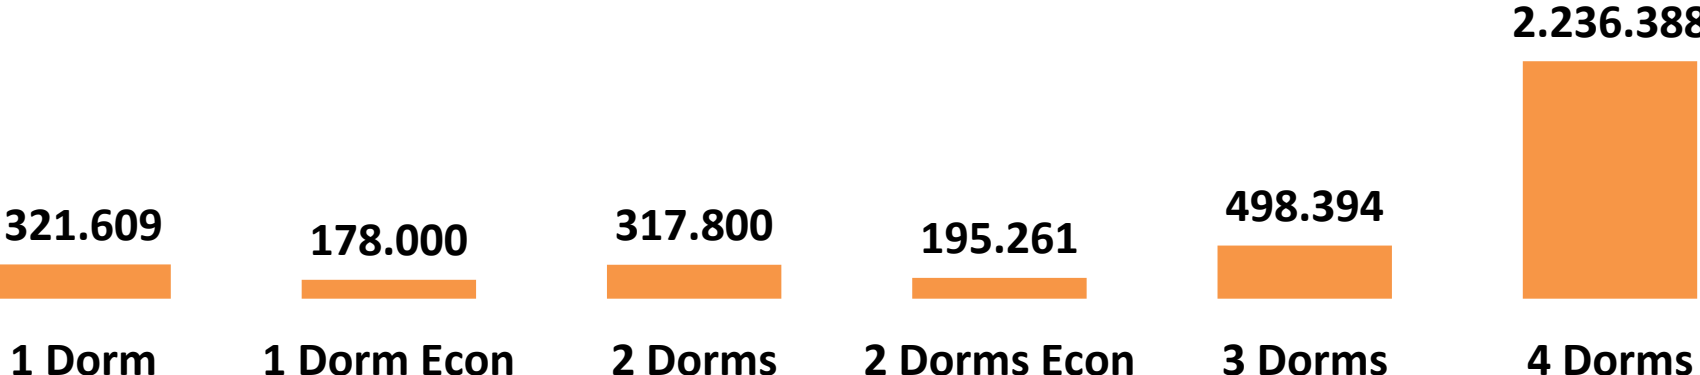 2.236.388
498.394
321.609
317.800
178.000
195.261
1 Dorm
1 Dorm Econ
2 Dorms
2 Dorms Econ
3 Dorms
4 Dorms